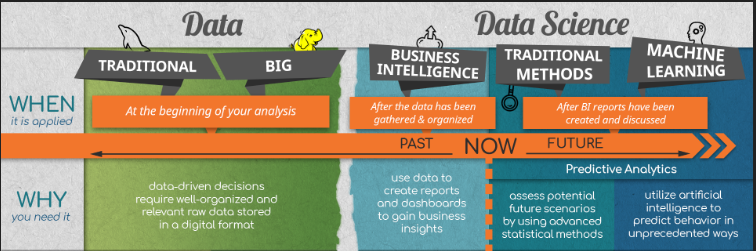 Data
Data Science
TRADITIONAL
BIG
BUSINESS
INTELLIGENCE
TRADITIONAL
METHODS
MACHINE
LEARNING
WHEN
it is applied
At the beginning of your analysis
After the data has been
gathered & organized
After BI reports have been
created and discussed
PAST
NOW
FUTURE
Predictive Analytics
WHY
you need it
data-driven decisions
require well-organized and
relevant raw data stored
in a digital format
use data to
create reports
and dashboards
to gain business
insights
assess potential
future scenarios
by using advanced
statistical methods
utilize artificial
intelligence to
predict behavior in
unprecedented ways